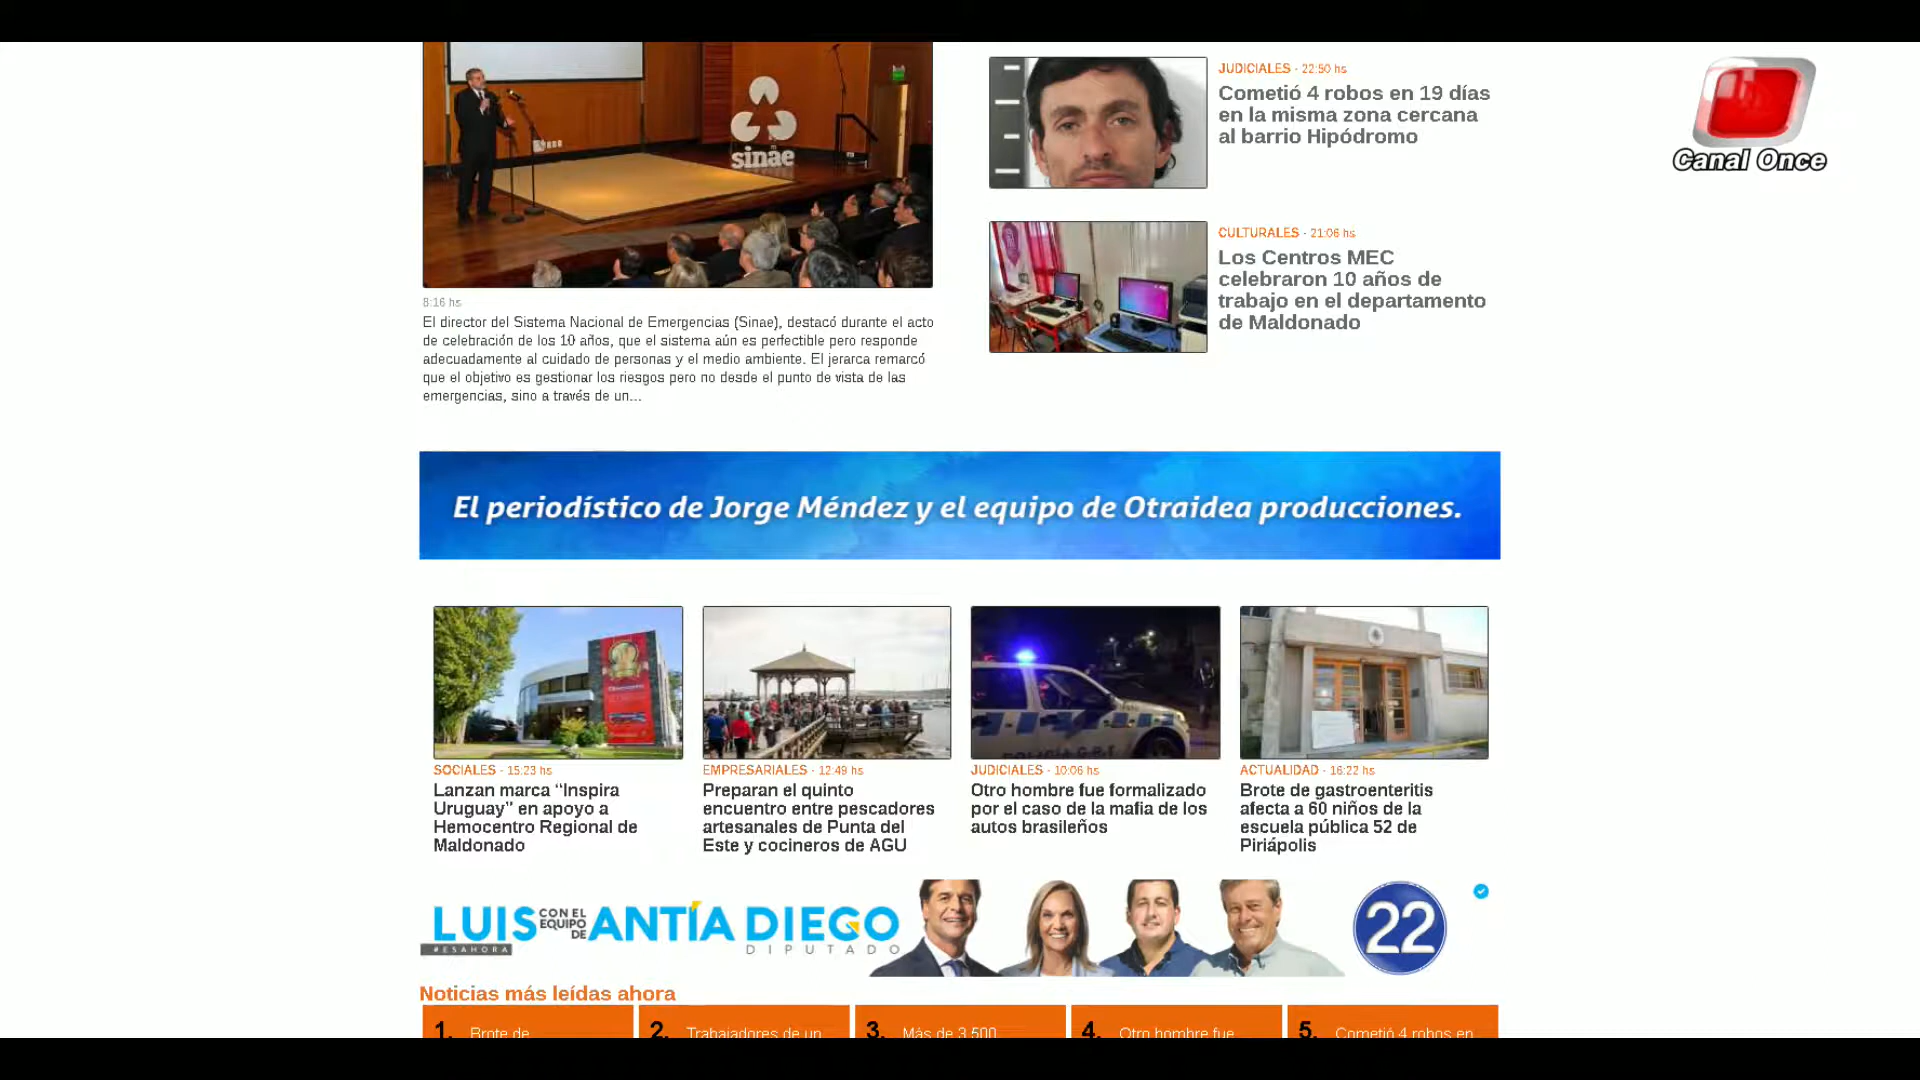 sinae
8:16 hs
El director del Sistema Nacional de Emergencias (Sinae), destacó durante el acto
de celebración de los 10 años, que el sistema aún es perfectible pero responde
adecuadamente al cuidado de personas y el medio ambiente. El jerarca remarcó
que el objetivo es gestionar los riesgos pero no desde el punto de vista de las
emergencias, sino a través de un...
JUDICIALES - 22:50 hs
Cometió 4 robos en 19 días
en la misma zona cercana
al barrio Hipódromo
CULTURALES - 21:06 hs
Los Centros MEC
celebraron 10 años de
trabajo en el departamento
de Maldonado
Canal Once
El periodístico de Jorge Méndez y el equipo de Otraidea producciones.
SOCIALES - 15:23 hs
Lanzan marca “Inspira
Uruguay” en apoyo a
Hemocentro Regional de
Maldonado
EMPRESARIALES - 12:49 hs
Preparan el quinto
encuentro entre pescadores
artesanales de Punta del
Este y cocineros de AGU
JUDICIALES - 10:06 hs
Otro hombre fue formalizado
por el caso de la mafia de los
autos brasileños
ACTUALIDAD - 16:22 hs
Brote de gastroenteritis
afecta a 60 niños de la
escuela pública 52 de
Piriápolis
LUIS CON EL EQUIPO DE ANTÍA DIEGO
#ESAHORA
DIPUTADO
22
Noticias más leídas ahora
1. Brote de
2. Trabajadores de un
3. Más de 3.500
4. Otro hombre fue
5. Cometió 4 robos en